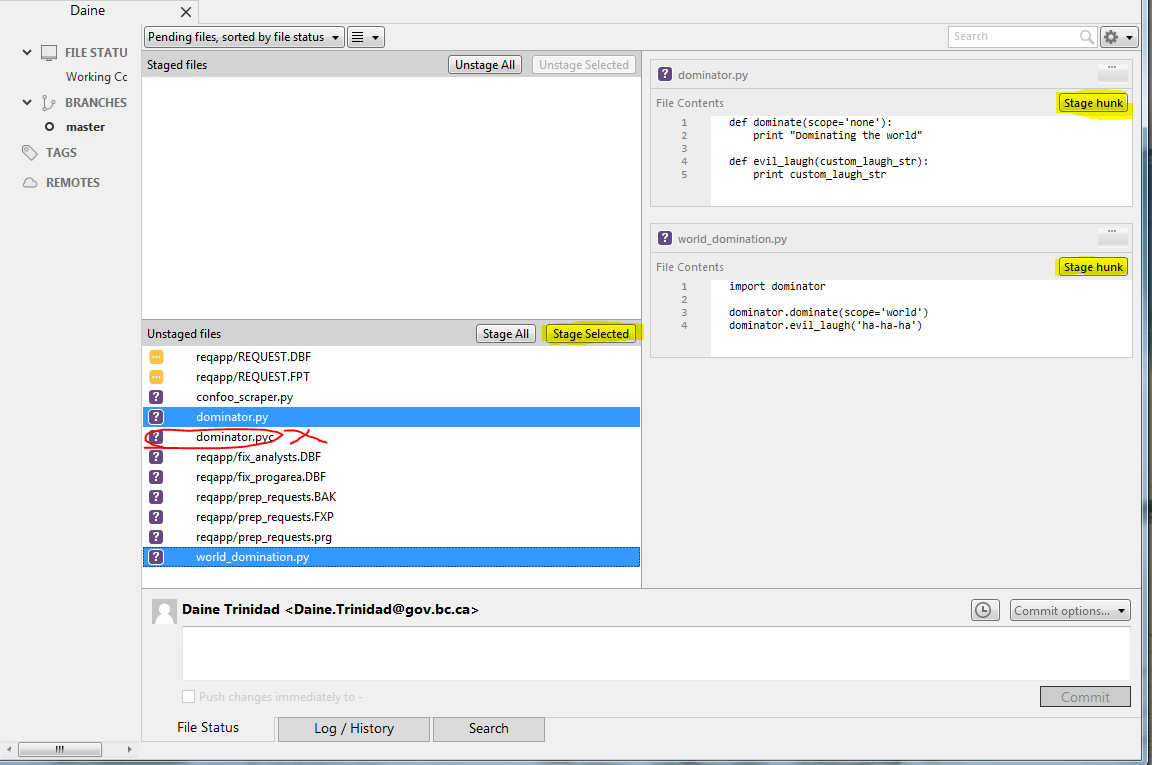 Daine
FILE STATU
Working Cc
BRANCHES
master
TAGS
REMOTES
Pending files, sorted by file status
Search
Staged files
Unstage All
Unstage Selected
Unstaged files
Stage All
Stage Selected
reqapp/REQUEST.DBF
reqapp/REQUEST.FPT
? confoo_scraper.py
? dominator.py
? dominator.pyc
? reqapp/fix_analysts.DBF
? reqapp/fix_progarea.DBF
? reqapp/prep_requests.BAK
? reqapp/prep_requests.FXP
? reqapp/prep_requests.prg
? world_domination.py
? dominator.py
File Contents
Stage hunk
1 def dominate(scope='none'):
2 print "Dominating the world"
3
4 def evil_laugh(custom_laugh_str):
5 print custom_laugh_str
? world_domination.py
File Contents
Stage hunk
1 import dominator
2
3 dominator.dominate(scope='world')
4 dominator.evil_laugh('ha-ha-ha')
Daine Trinidad <Daine.Trinidad@gov.bc.ca>
Commit options...
Push changes immediately to -
Commit
File Status
Log / History
Search